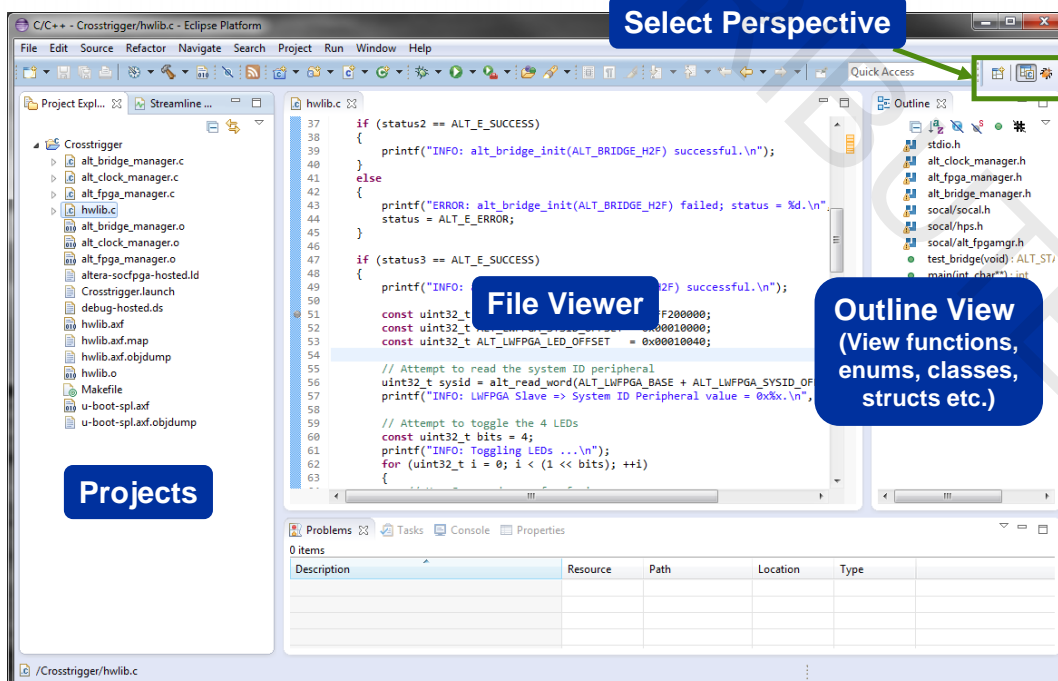 Select Perspective
C/C++ - Crosstrigger/hwlib.c - Eclipse Platform
File Edit Source Refactor Navigate Search Project Run Window Help
Quick Access
Project Expl... Streamline ...
Crosstrigger
alt_bridge_manager.c
alt_clock_manager.c
alt_fpga_manager.c
hwlib.c
alt_bridge_manager.o
alt_clock_manager.o
alt_fpga_manager.o
altera-socfpga-hosted.ld
Crosstrigger.launch
debug-hosted.ds
hwlib.axf
hwlib.axf.map
hwlib.axf.objdump
hwlib.o
Makefile
u-boot-spl.axf
u-boot-spl.axf.objdump
Projects
hwlib.c
37 if (status2 == ALT_E_SUCCESS)
38 {
39 printf("INFO: alt_bridge_init(ALT_BRIDGE_H2F) successful.\n");
40 }
41 else
42 {
43 printf("ERROR: alt_bridge_init(ALT_BRIDGE_H2F) failed; status = %d.\n",
44 status = ALT_E_ERROR;
45 }
46
47 if (status3 == ALT_E_SUCCESS)
48 {
49 printf("INFO: H2F) successful.\n");
50
51 const uint32_t FF200000;
52 const uint32_t ALT_LWFPGA_SYSID_OFFSET = 0x00010000;
53 const uint32_t ALT_LWFPGA_LED_OFFSET = 0x00010040;
54
55 // Attempt to read the system ID peripheral
56 uint32_t sysid = alt_read_word(ALT_LWFPGA_BASE + ALT_LWFPGA_SYSID_OF
57 printf("INFO: LWFPGA Slave => System ID Peripheral value = 0x%x.\n",
58
59 // Attempt to toggle the 4 LEDs
60 const uint32_t bits = 4;
61 printf("INFO: Toggling LEDs ...\n");
62 for (uint32_t i = 0; i < (1 << bits); ++i)
63 {
File Viewer
Outline
stdio.h
alt_clock_manager.h
alt_fpga_manager.h
alt_bridge_manager.h
socal/socal.h
socal/hps.h
socal/alt_fpgamgr.h
test_bridge(void) : ALT_STA
main(int, char**) : int
Outline View
(View functions,
enums, classes,
structs etc.)
Problems Tasks Console Properties
0 items
Description Resource Path Location Type
/Crosstrigger/hwlib.c